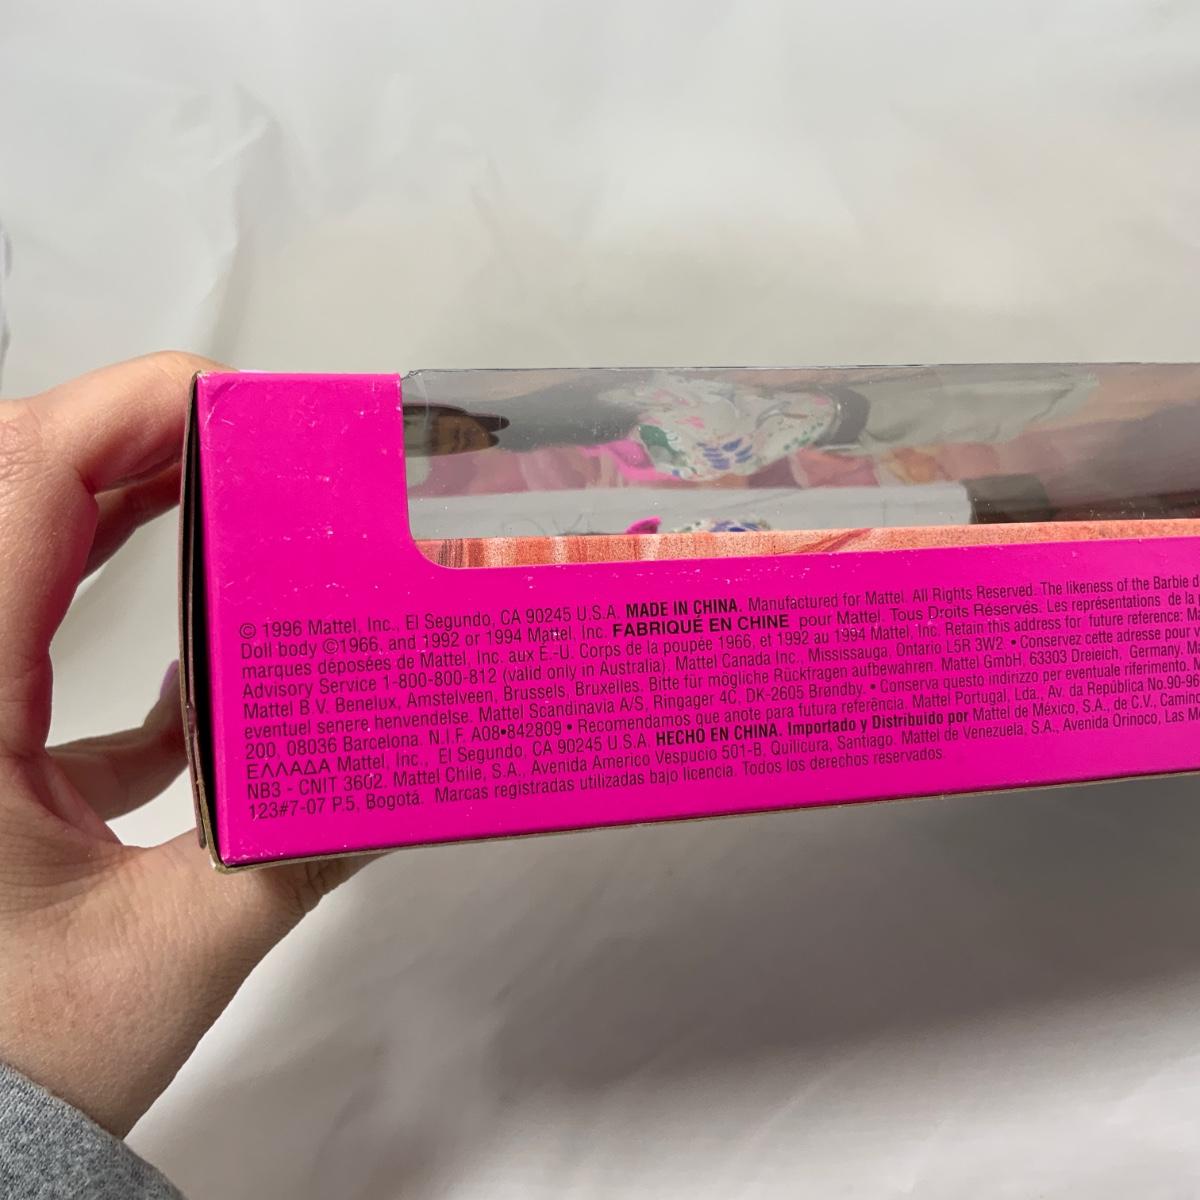 © 1996 Mattel, Inc., El Segundo, CA 90245 U.S.A. MADE IN CHINA. Manufactured for Mattel. All Rights Reserved. The likeness of the Barbie d
Doll body ©1966, and 1992 or 1994 Mattel, Inc. FABRIQUÉ EN CHINE pour Mattel. Tous Droits Réservés. Les représentations de la
marques déposées de Mattel, Inc. aux É.-U. Corps de la poupée 1966, et 1992 au 1994 Mattel, Inc. Retain this address for future reference: Ma
Advisory Service 1-800-800-812 (valid only in Australia). Mattel Canada Inc., Mississauga, Ontario L5R 3W2. • Conservez cette adresse pour
Mattel B.V. Benelux, Amstelveen, Brussels, Bruxelles. Bitte für mögliche Rückfragen aufbewahren. Mattel GmbH, 63303 Dreieich, Germany. Ma
eventuel senere henvendelse. Mattel Scandinavia A/S, Ringager 4C, DK-2605 Brøndby. • Conserva questo indirizzo per eventuale riferimento.
200, 08036 Barcelona. N.I.F. A08•842809 • Recomendamos que anote para futura referência. Mattel Portugal, Lda., Av. da República No.90-96
ΕΛΛΑΔΑ Mattel, Inc., El Segundo, CA 90245 U.S.A. HECHO EN CHINA. Importado y Distribuido por Mattel de México, S.A., de C.V., Camin
NB3 - CNIT 3602. Mattel Chile, S.A., Avenida Americo Vespucio 501-B, Quilicura, Santiago. Mattel de Venezuela, S.A., Avenida Orinoco, Las M
123#7-07 P.5, Bogotá. Marcas registradas utilizadas bajo licencia. Todos los derechos reservados.